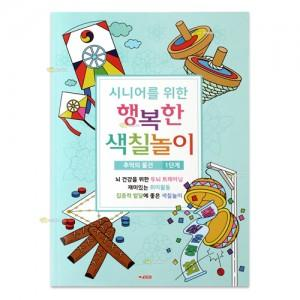 시니어를 위한
행복한
색칠놀이
추억의 물건 1단계
뇌 건강을 위한 두뇌 트레이닝
재미있는 취미활동
집중력 발달에 좋은 색칠놀이